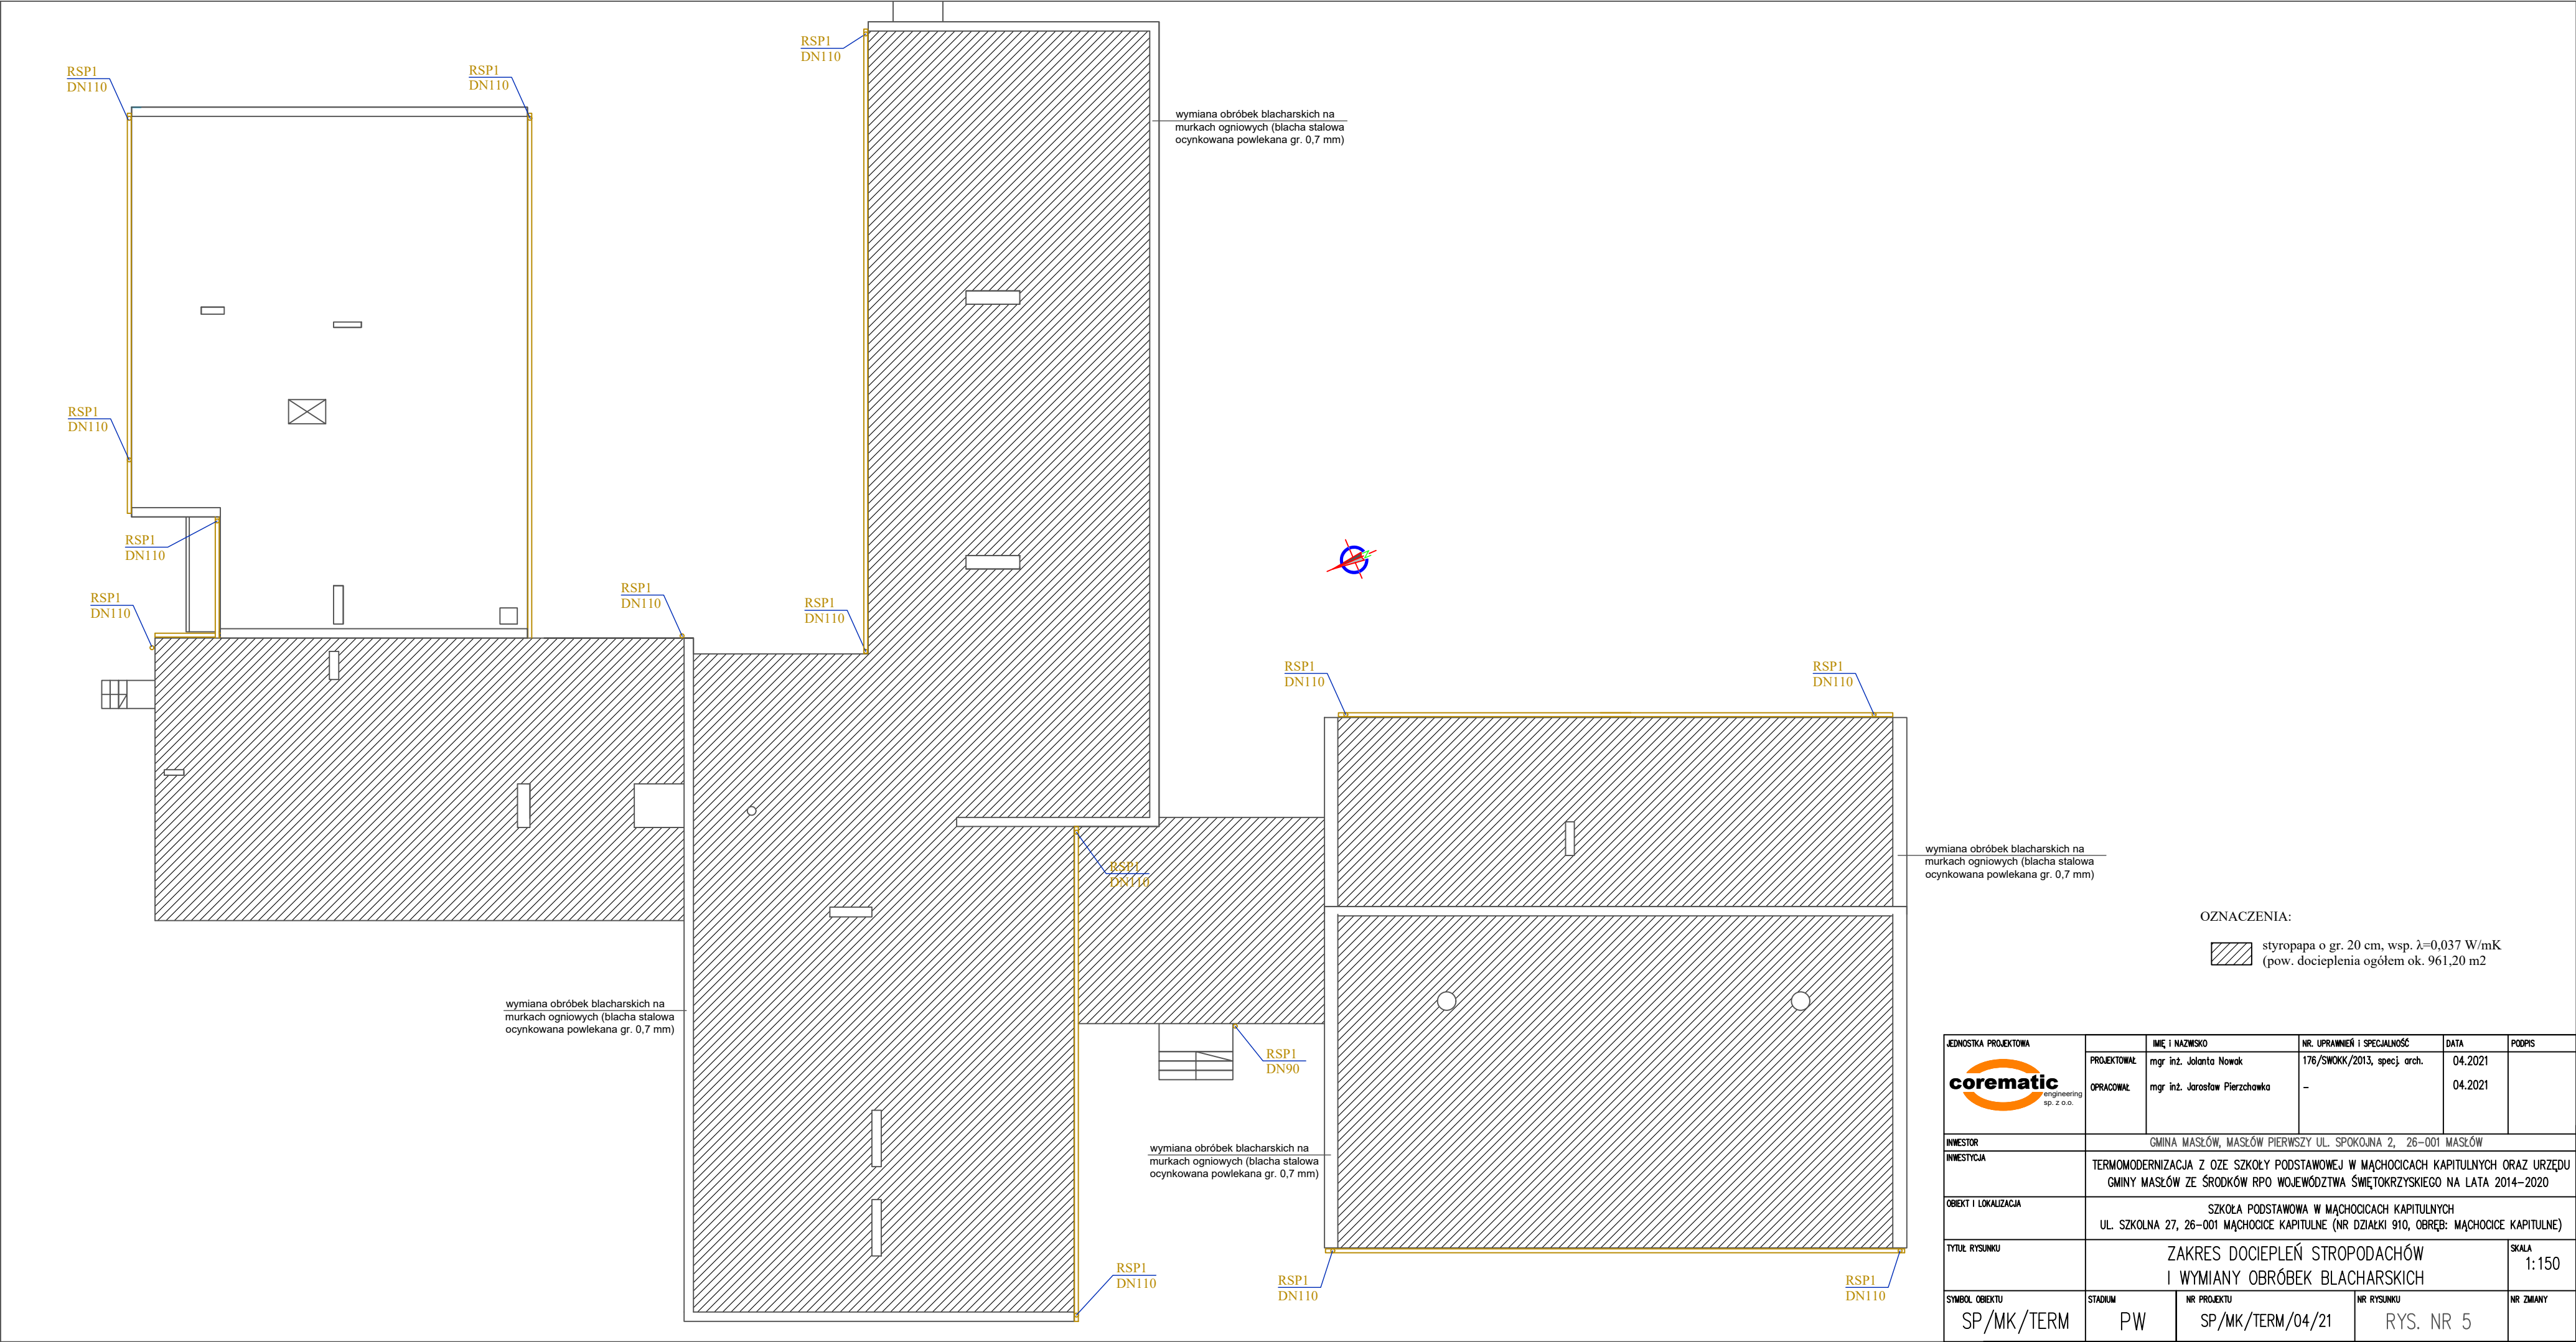 RSP1
DN110
RSP1
DN110
RSP1
DN110
wymiana obróbek blacharskich na
murkach ogniowych (blacha stalowa
ocynkowana powlekana gr. 0,7 mm)
RSP1
DN110
RSP1
DN110
RSP1
DN110
RSP1
DN110
RSP1
DN110
Z
RSP1
DN110
RSP1
DN110
RSP1
DN110
wymiana obróbek blacharskich na
murkach ogniowych (blacha stalowa
ocynkowana powlekana gr. 0,7 mm)
OZNACZENIA:
styropapa o gr. 20 cm, wsp. λ=0,037 W/mK
(pow. docieplenia ogółem ok. 961,20 m2
wymiana obróbek blacharskich na
murkach ogniowych (blacha stalowa
ocynkowana powlekana gr. 0,7 mm)
RSP1
DN90
wymiana obróbek blacharskich na
murkach ogniowych (blacha stalowa
ocynkowana powlekana gr. 0,7 mm)
RSP1
DN110
RSP1
DN110
RSP1
DN110
JEDNOSTKA PROJEKTOWA IMIĘ I NAZWISKO NR. UPRAWNIEŃ I SPECJALNOŚĆ DATA PODPIS
corematic
engineering
sp. z o.o.
PROJEKTOWAŁ mgr inż. Jolanta Nowak 176/SWOKK/2013, specj. arch. 04.2021
OPRACOWAŁ mgr inż. Jarosław Pierzchawka – 04.2021
INWESTOR GMINA MASŁÓW, MASŁÓW PIERWSZY UL. SPOKOJNA 2, 26-001 MASŁÓW
INWESTYCJA
TERMOMODERNIZACJA Z OZE SZKOŁY PODSTAWOWEJ W MĄCHOCICACH KAPITULNYCH ORAZ URZĘDU
GMINY MASŁÓW ZE ŚRODKÓW RPO WOJEWÓDZTWA ŚWIĘTOKRZYSKIEGO NA LATA 2014-2020
OBIEKT I LOKALIZACJA
SZKOŁA PODSTAWOWA W MĄCHOCICACH KAPITULNYCH
UL. SZKOLNA 27, 26-001 MĄCHOCICE KAPITULNE (NR DZIAŁKI 910, OBRĘB: MĄCHOCICE KAPITULNE)
TYTUŁ RYSUNKU
ZAKRES DOCIEPLEŃ STROPODACHÓW
I WYMIANY OBRÓBEK BLACHARSKICH
SKALA
1:150
SYMBOL OBIEKTU STADIUM NR PROJEKTU NR RYSUNKU NR ZMIANY
SP/MK/TERM PW SP/MK/TERM/04/21 RYS. NR 5